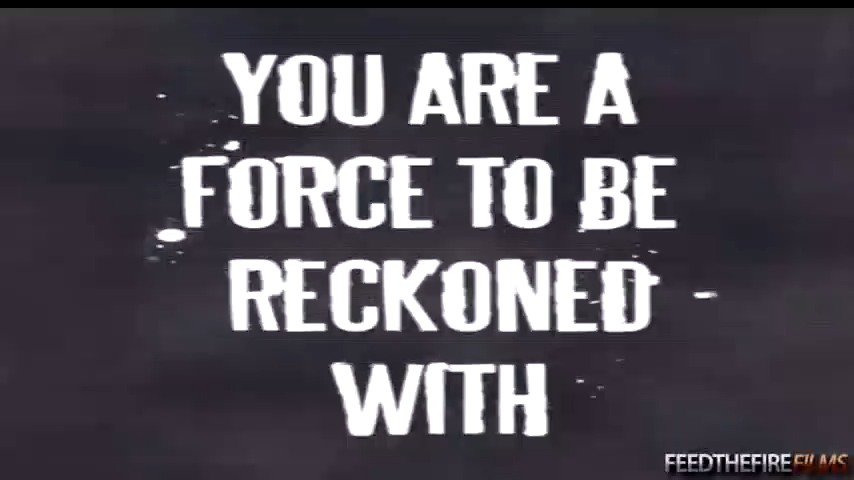 YOU ARE A
FORCE TO BE
RECKONED
WITH
FEEDTHEFIREFILMS